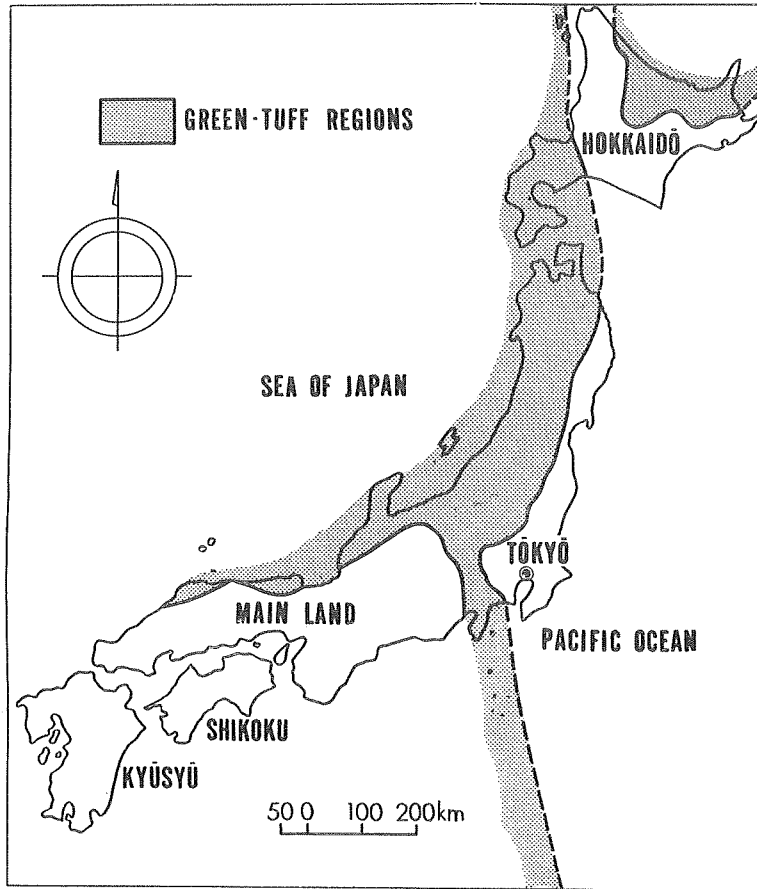 GREEN-TUFF REGIONS
HOKKAIDŌ
SEA OF JAPAN
TŌKYŌ
MAIN LAND
PACIFIC OCEAN
SHIKOKU
KYŪSYŪ
50 0 100 200km